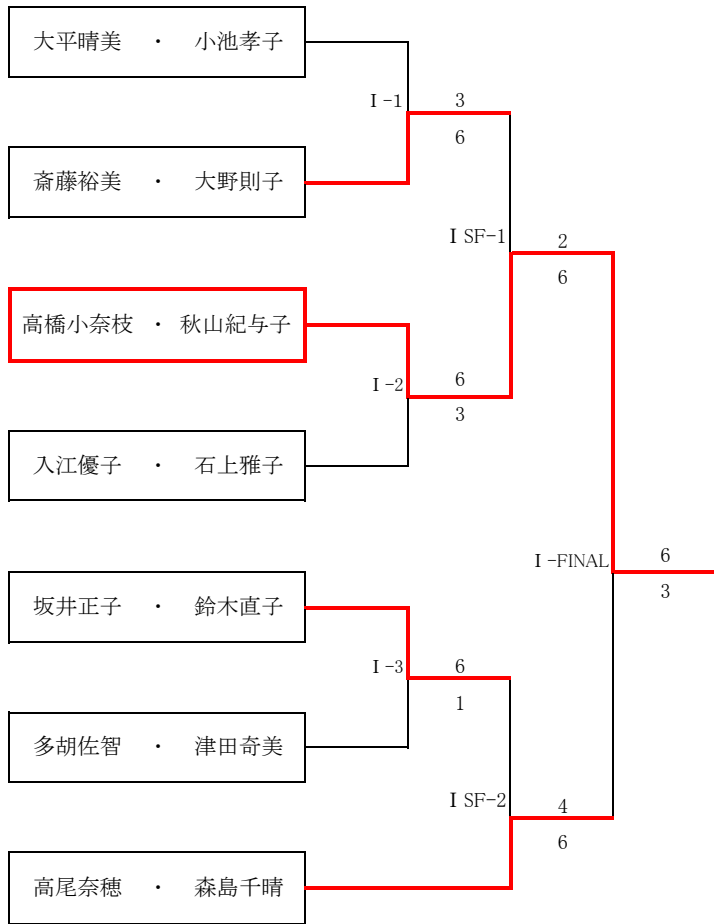 大平晴美 ・ 小池孝子
Ⅰ-1
3
6
斎藤裕美 ・ 大野則子
Ⅰ SF-1
2
6
高橋小奈枝 ・ 秋山紀与子
Ⅰ-2
6
3
入江優子 ・ 石上雅子
Ⅰ-FINAL
6
3
坂井正子 ・ 鈴木直子
Ⅰ-3
6
1
多胡佐智 ・ 津田奇美
Ⅰ SF-2
4
6
高尾奈穂 ・ 森島千晴